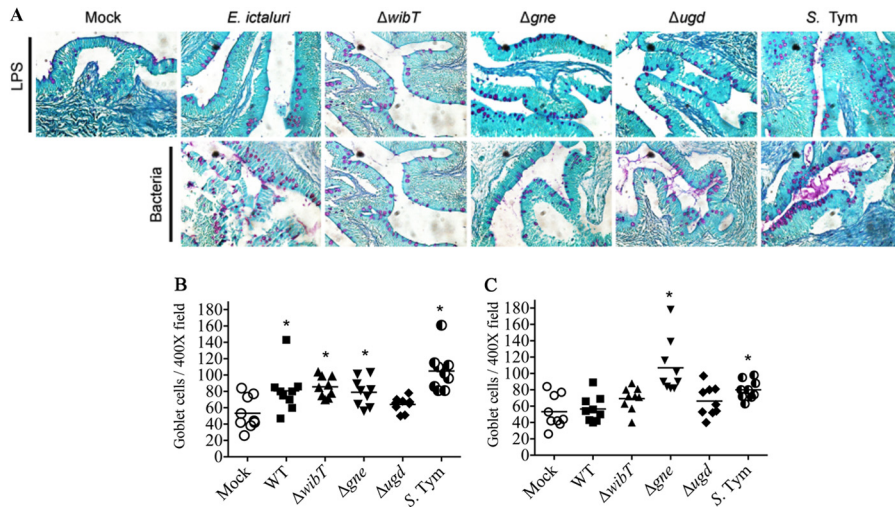 A
Mock E. ictaluri ΔwibT Δgne Δugd S. Tym
LPS
Bacteria
B
Goblet cells / 400X field
180
160
140
120
100
80
60
40
20
0
* * * *
Mock WT ΔwibT Δgne Δugd S. Tym
C
Goblet cells / 400X field
180
160
140
120
100
80
60
40
20
0
* *
Mock WT ΔwibT Δgne Δugd S. Tym